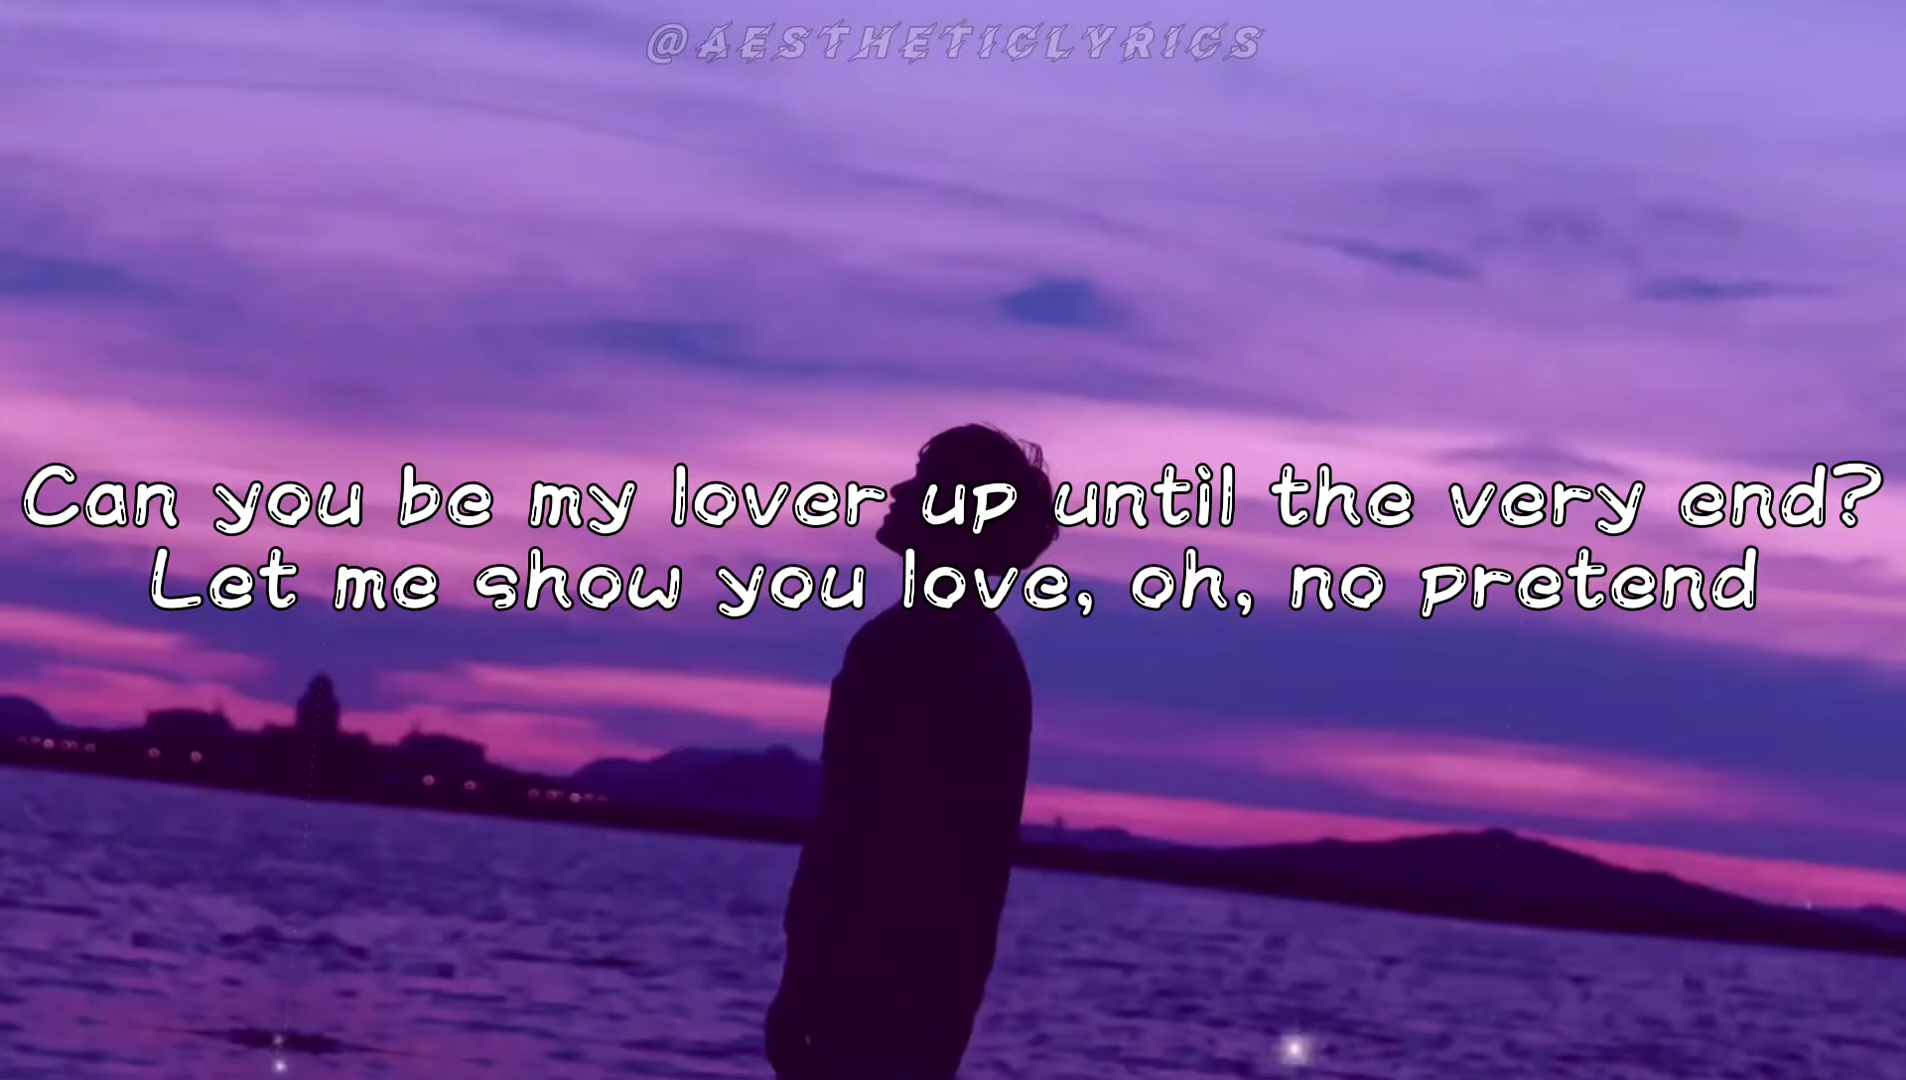 @AESTHETICLYRICS
Can you be my lover up until the very end?
Let me show you love, oh, no pretend